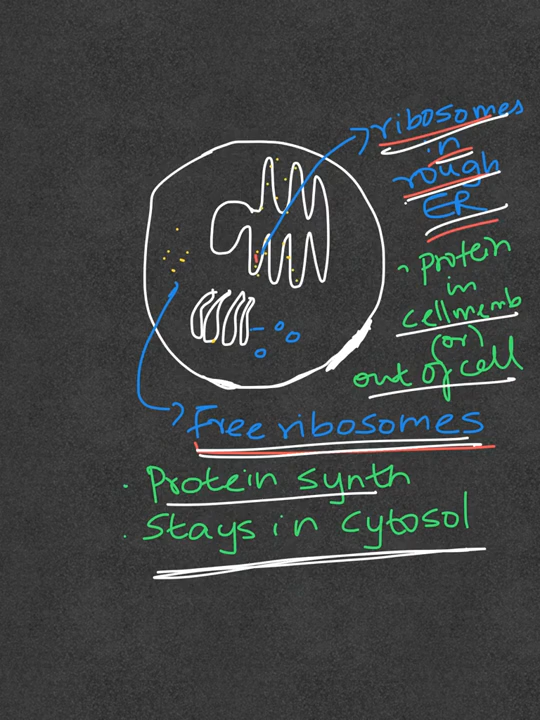 ribosomes
in
rough
ER
protein
in
cellmemb
(or)
out of cell
Free ribosomes
· Protein synth
· Stays in cytosol